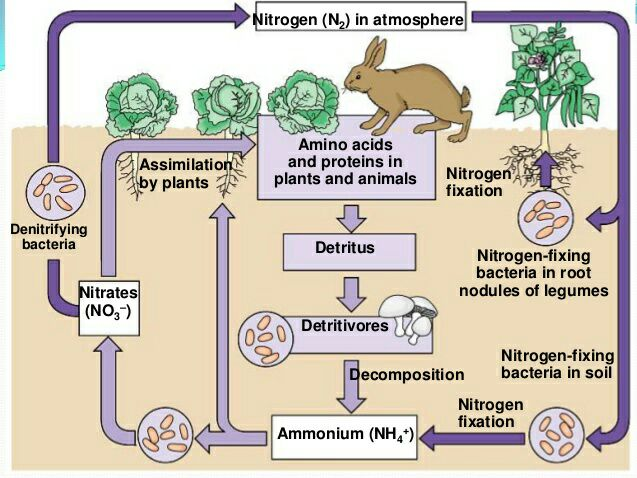 Nitrogen (N₂) in atmosphere
Amino acids
and proteins in
plants and animals
Assimilation
by plants
Nitrogen
fixation
Denitrifying
bacteria
Detritus
Nitrogen-fixing
bacteria in root
nodules of legumes
Nitrates
(NO₃⁻)
Detritivores
Nitrogen-fixing
bacteria in soil
Decomposition
Nitrogen
fixation
Ammonium (NH₄⁺)